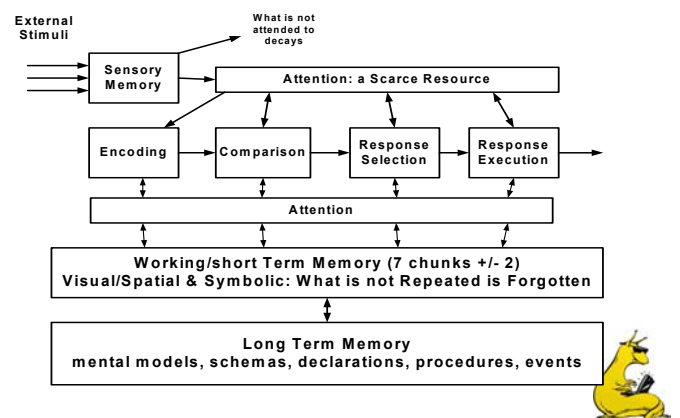 External
Stimuli
What is not
attended to
decays
Sensory
Memory
Attention: a Scarce Resource
Encoding
Comparison
Response
Selection
Response
Execution
Attention
Working/short Term Memory (7 chunks +/- 2)
Visual/Spatial & Symbolic: What is not Repeated is Forgotten
Long Term Memory
mental models, schemas, declarations, procedures, events